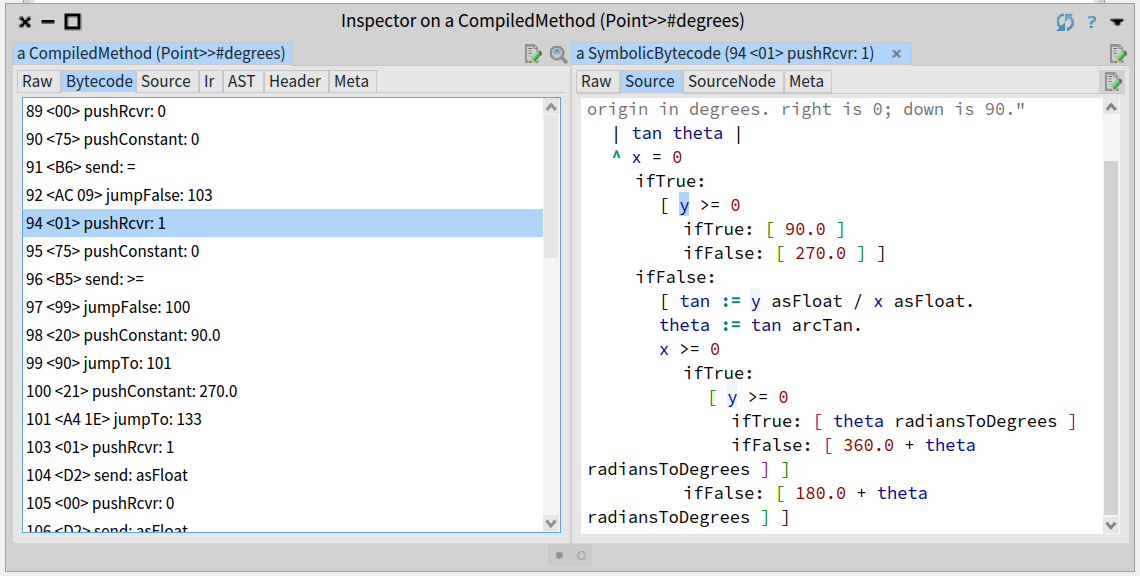 Inspector on a CompiledMethod (Point>>#degrees)
?
a CompiledMethod (Point>>#degrees)
Raw Bytecode Source Ir AST Header Meta
89 <00> pushRcvr: 0
90 <75> pushConstant: 0
91 <B6> send: =
92 <AC 09> jumpFalse: 103
94 <01> pushRcvr: 1
95 <75> pushConstant: 0
96 <B5> send: >=
97 <99> jumpFalse: 100
98 <20> pushConstant: 90.0
99 <90> jumpTo: 101
100 <21> pushConstant: 270.0
101 <A4 1E> jumpTo: 133
103 <01> pushRcvr: 1
104 <D2> send: asFloat
105 <00> pushRcvr: 0
106 <D2> send: asFloat
a SymbolicBytecode (94 <01> pushRcvr: 1)
Raw Source SourceNode Meta
origin in degrees. right is 0; down is 90."
| tan theta |
^ x = 0
ifTrue:
[ y >= 0
ifTrue: [ 90.0 ]
ifFalse: [ 270.0 ] ]
ifFalse:
[ tan := y asFloat / x asFloat.
theta := tan arcTan.
x >= 0
ifTrue:
[ y >= 0
ifTrue: [ theta radiansToDegrees ]
ifFalse: [ 360.0 + theta
radiansToDegrees ] ]
ifFalse: [ 180.0 + theta
radiansToDegrees ] ]